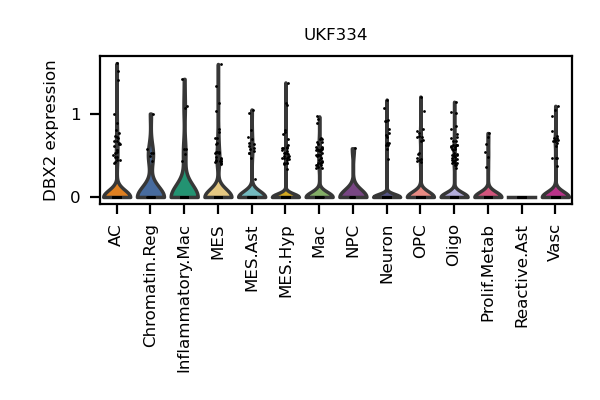 UKF334
DBX2 expression
1
0
AC
Chromatin.Reg
Inflammatory.Mac
MES
MES.Ast
MES.Hyp
Mac
NPC
Neuron
OPC
Oligo
Prolif.Metab
Reactive.Ast
Vasc